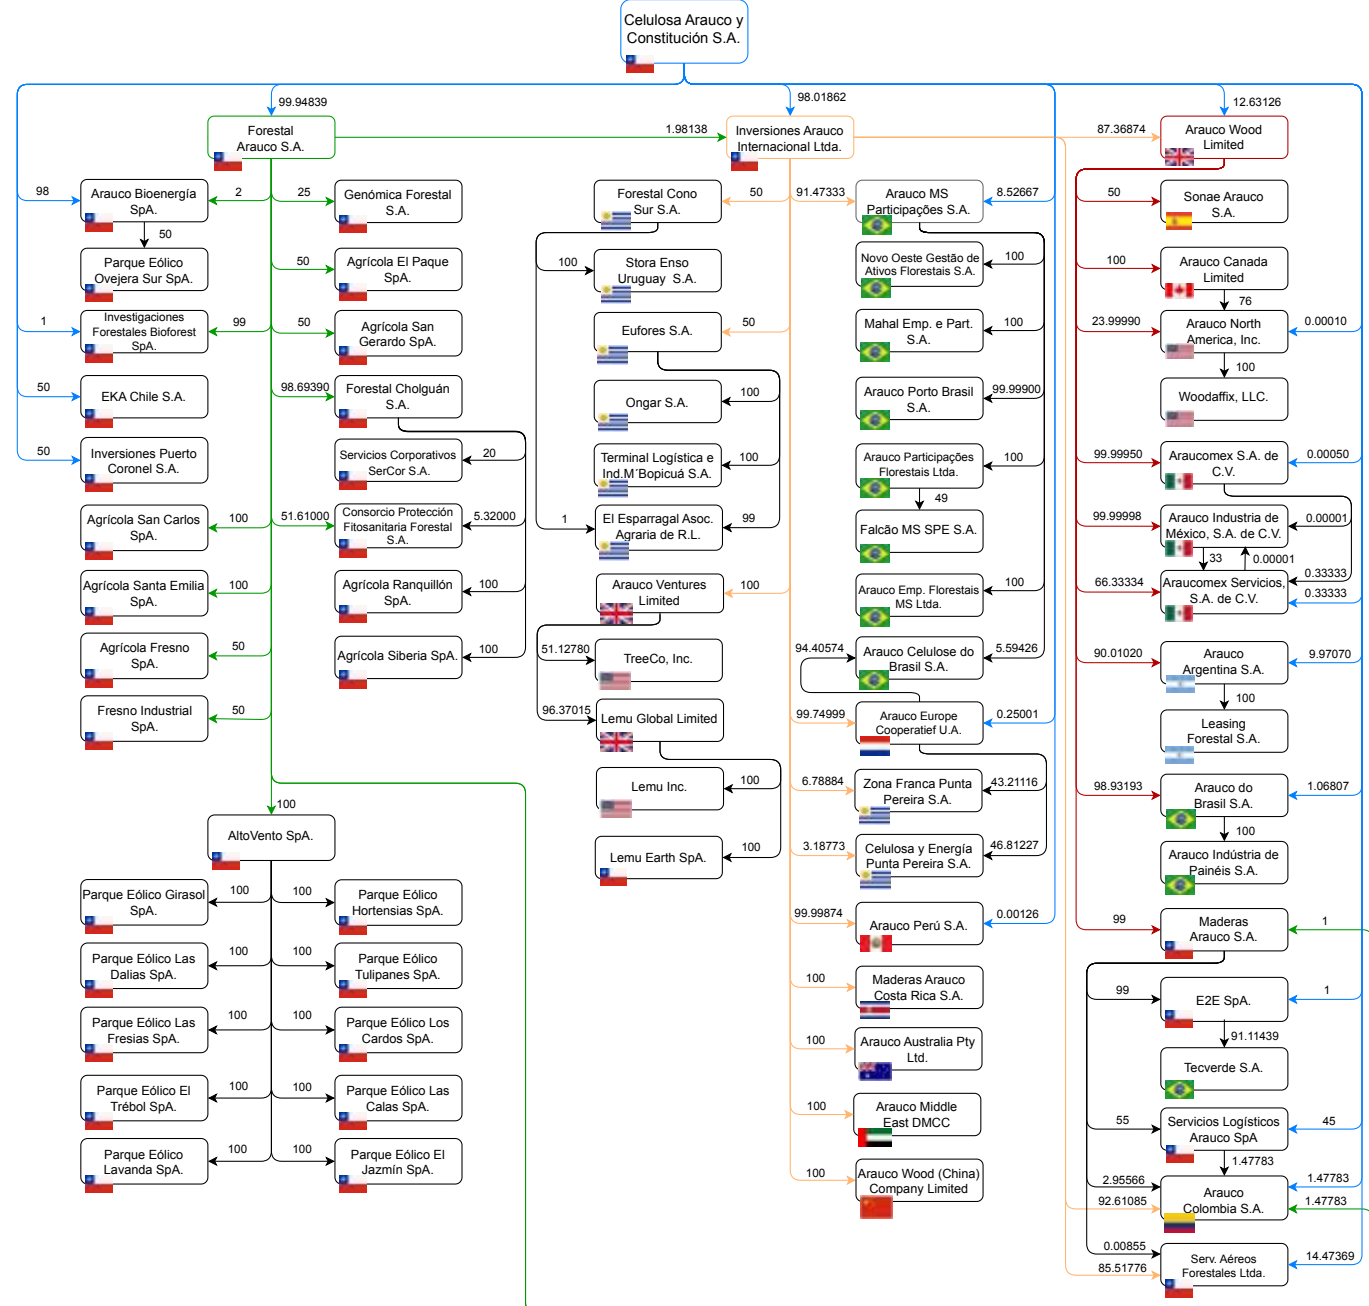 Celulosa Arauco y
Constitución S.A.
99.94839
98.01862
12.63126
Forestal
Arauco S.A.
1.98138
Inversiones Arauco
Internacional Ltda.
87.36874
Arauco Wood
Limited
98
Arauco Bioenergía
SpA.
2
25
Genómica Forestal
S.A.
Forestal Cono
Sur S.A.
50
91.47333
Arauco MS
Participações S.A.
8.52667
50
Sonae Arauco
S.A.
50
Parque Eólico
Ovejera Sur SpA.
50
Agrícola El Paque
SpA.
100
Stora Enso
Uruguay S.A.
Novo Oeste Gestão de
Ativos Florestais S.A.
100
100
Arauco Canada
Limited
76
1
Investigaciones
Forestales Bioforest
SpA.
99
50
Agrícola San
Gerardo SpA.
Eufores S.A.
50
Mahal Emp. e Part.
S.A.
100
23.99990
Arauco North
America, Inc.
0.00010
100
50
EKA Chile S.A.
98.69390
Forestal Cholguán
S.A.
Ongar S.A.
100
Arauco Porto Brasil
S.A.
99.99900
Woodaffix, LLC.
50
Inversiones Puerto
Coronel S.A.
Servicios Corporativos
SerCor S.A.
20
Terminal Logística e
Ind.M´Bopicuá S.A.
100
Arauco Participações
Florestais Ltda.
100
49
99.99950
Araucomex S.A. de
C.V.
0.00050
Agrícola San Carlos
SpA.
100
51.61000
Consorcio Protección
Fitosanitaria Forestal
S.A.
5.32000
1
El Esparragal Asoc.
Agraria de R.L.
99
Falcão MS SPE S.A.
99.99998
Arauco Industria de
México, S.A. de C.V.
0.00001
33
0.00001
Agrícola Santa Emilia
SpA.
100
Agrícola Ranquillón
SpA.
100
Arauco Ventures
Limited
100
Arauco Emp. Florestais
MS Ltda.
100
66.33334
Araucomex Servicios,
S.A. de C.V.
0.33333
0.33333
Agrícola Fresno
SpA.
50
Agrícola Siberia SpA.
100
51.12780
TreeCo, Inc.
94.40574
Arauco Celulose do
Brasil S.A.
5.59426
90.01020
Arauco
Argentina S.A.
9.97070
100
Fresno Industrial
SpA.
50
96.37015
Lemu Global Limited
99.74999
Arauco Europe
Cooperatief U.A.
0.25001
Leasing
Forestal S.A.
Lemu Inc.
100
6.78884
Zona Franca Punta
Pereira S.A.
43.21116
98.93193
Arauco do
Brasil S.A.
1.06807
100
100
AltoVento SpA.
Lemu Earth SpA.
100
3.18773
Celulosa y Energía
Punta Pereira S.A.
46.81227
Arauco Indústria de
Painéis S.A.
Parque Eólico Girasol
SpA.
100
100
Parque Eólico
Hortensias SpA.
99.99874
Arauco Perú S.A.
0.00126
99
Maderas
Arauco S.A.
1
Parque Eólico Las
Dalias SpA.
100
100
Parque Eólico
Tulipanes SpA.
100
Maderas Arauco
Costa Rica S.A.
99
E2E SpA.
1
91.11439
Parque Eólico Las
Fresias SpA.
100
100
Parque Eólico Los
Cardos SpA.
100
Arauco Australia Pty
Ltd.
Tecverde S.A.
Parque Eólico El
Trébol SpA.
100
100
Parque Eólico Las
Calas SpA.
100
Arauco Middle
East DMCC
55
Servicios Logísticos
Arauco SpA
45
1.47783
Parque Eólico
Lavanda SpA.
100
100
Parque Eólico El
Jazmín SpA.
100
Arauco Wood (China)
Company Limited
2.95566
92.61085
Arauco
Colombia S.A.
1.47783
1.47783
0.00855
85.51776
Serv. Aéreos
Forestales Ltda.
14.47369